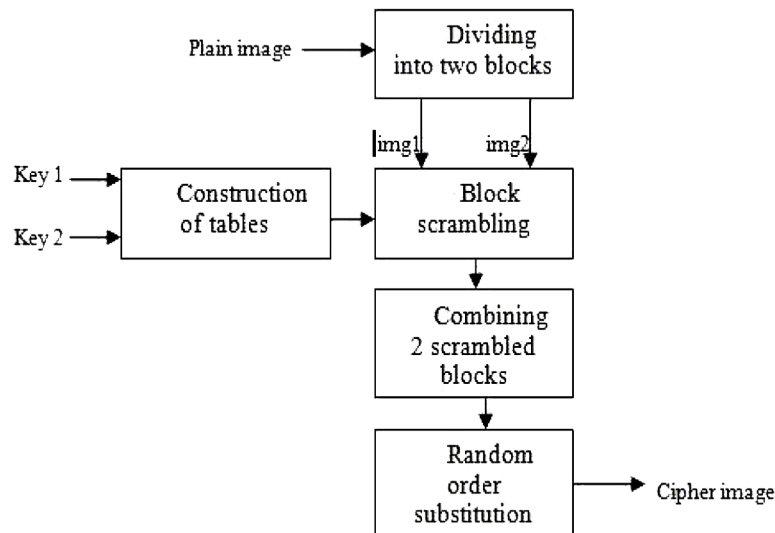 Plain image
Dividing
into two blocks
img1
img2
Key 1
Key 2
Construction
of tables
Block
scrambling
Combining
2 scrambled
blocks
Random
order
substitution
Cipher image